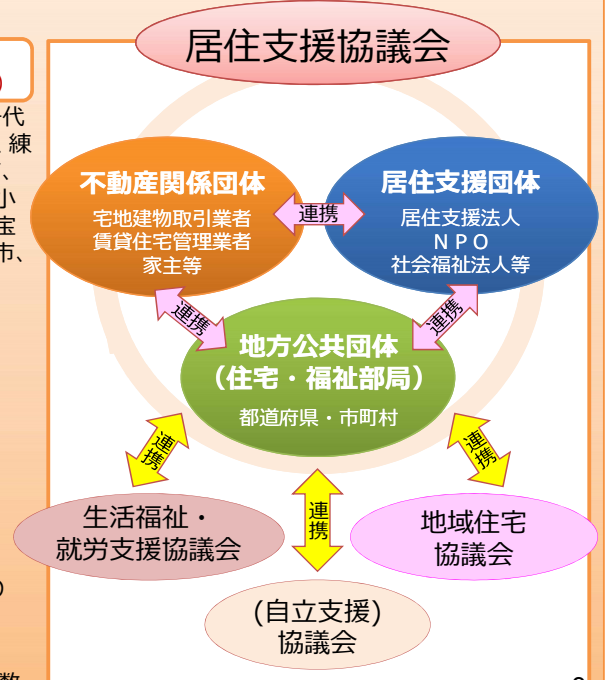 居住支援協議会
代
練
、
小
宝
市、
不動産関係団体
宅地建物取引業者
賃貸住宅管理業者
家主等
連携
居住支援団体
居住支援法人
ＮＰＯ
社会福祉法人等
連携
連携
地方公共団体
（住宅・福祉部局）
都道府県・市町村
連携
連携
連携
生活福祉・
就労支援協議会
地域住宅
協議会
(自立支援)
協議会